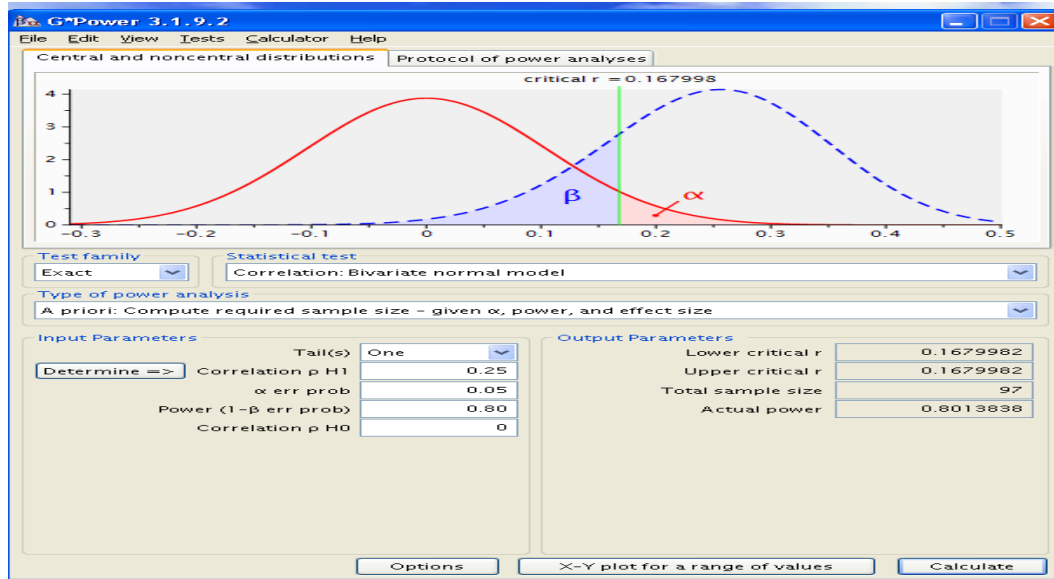 G*Power 3.1.9.2
File Edit View Tests Calculator Help
Central and noncentral distributions Protocol of power analyses
critical r = 0.167998
4
3
2
1
0
β
α
-0.3 -0.2 -0.1 0 0.1 0.2 0.3 0.4 0.5
Test family Statistical test
Exact Correlation: Bivariate normal model
Type of power analysis
A priori: Compute required sample size – given α, power, and effect size
Input Parameters Output Parameters
Tail(s) One Lower critical r 0.1679982
Determine => Correlation ρ H1 0.25 Upper critical r 0.1679982
α err prob 0.05 Total sample size 97
Power (1-β err prob) 0.80 Actual power 0.8013838
Correlation ρ H0 0
Options X-Y plot for a range of values Calculate